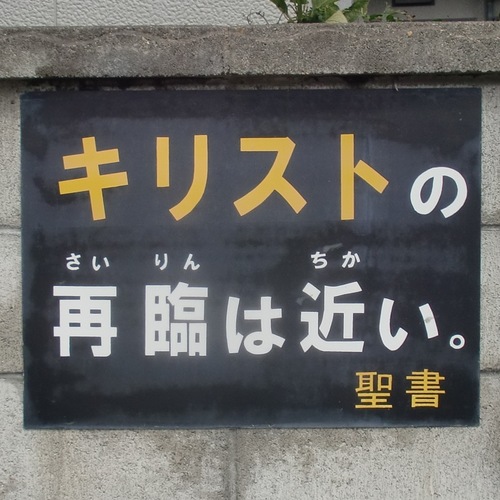 キリストの
さい りん ちか
再臨は近い。
聖書